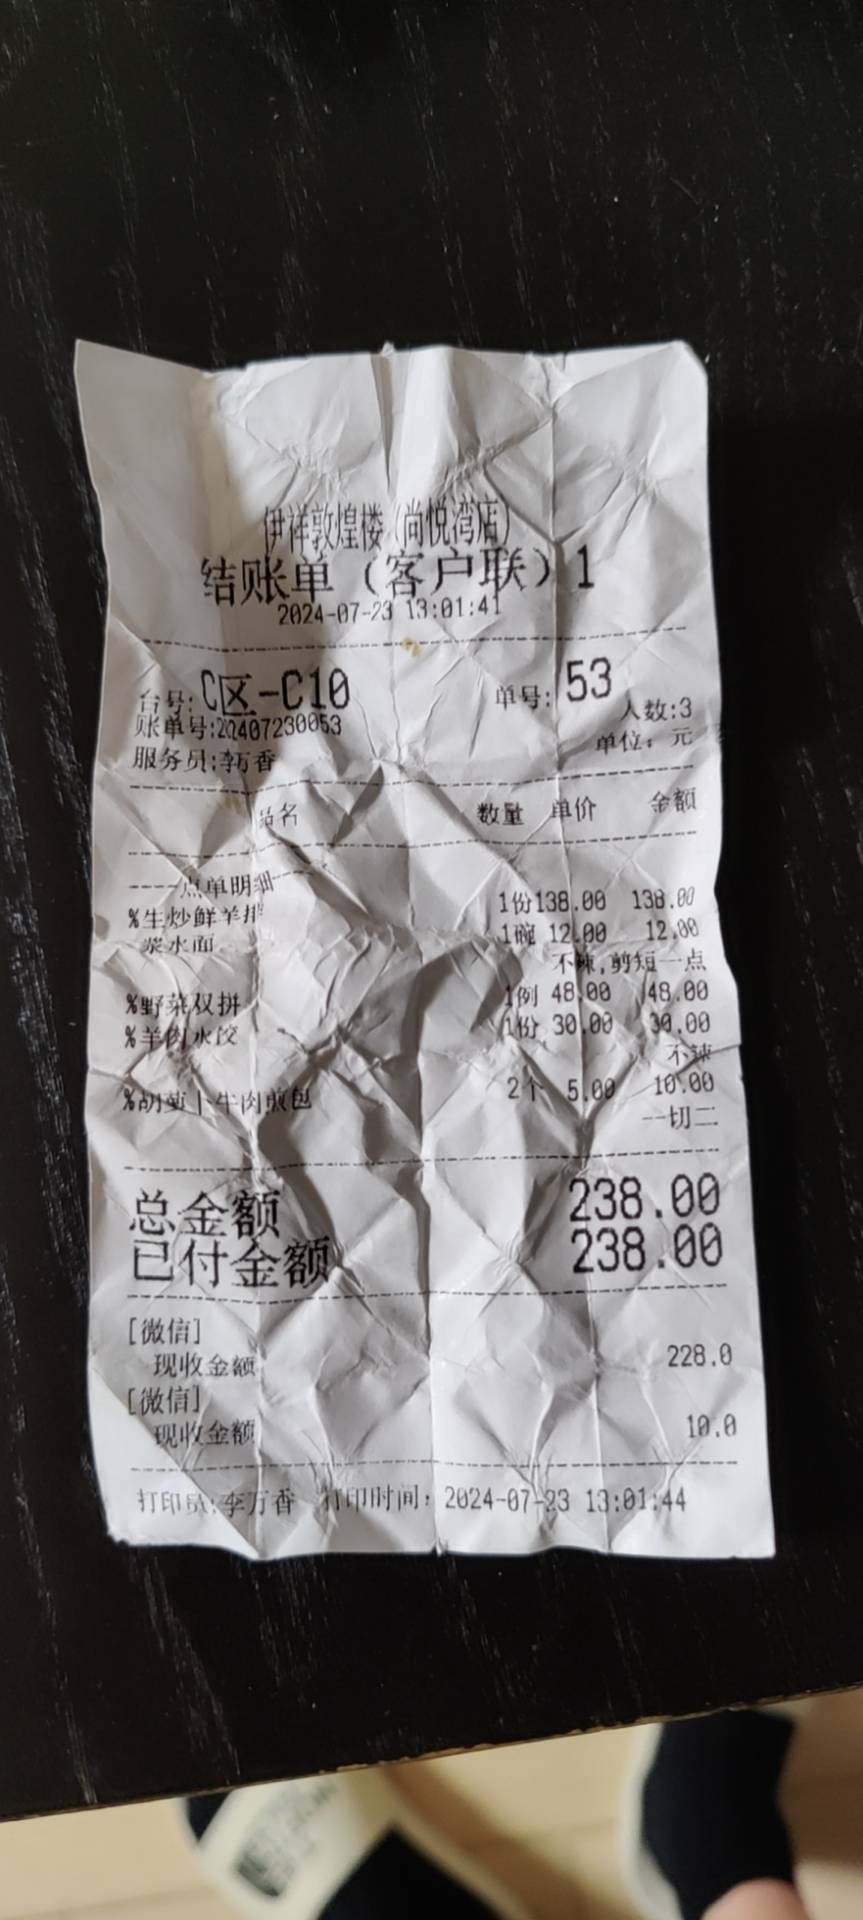 伊祥敦煌楼（尚悦湾店）
结账单（客户联）1
2024-07-23 13:01:41
台号: C区-C10 单号: 53
账单号:202407230053 人数:3
服务员:李万香 单位：元
品名 数量 单价 金额
----点单明细
%生炒鲜羊排 1份138.00 138.00
浆水面 1碗 12.00 12.00
不辣,剪短一点
%野菜双拼 1例 48.00 48.00
%羊肉水饺 1份 30.00 30.00
不辣
%胡萝卜牛肉煎包 2个 5.00 10.00
一切二
总金额 238.00
已付金额 238.00
[微信]
现收金额 228.0
[微信]
现收金额 10.0
打印员:李万香 打印时间：2024-07-23 13:01:44